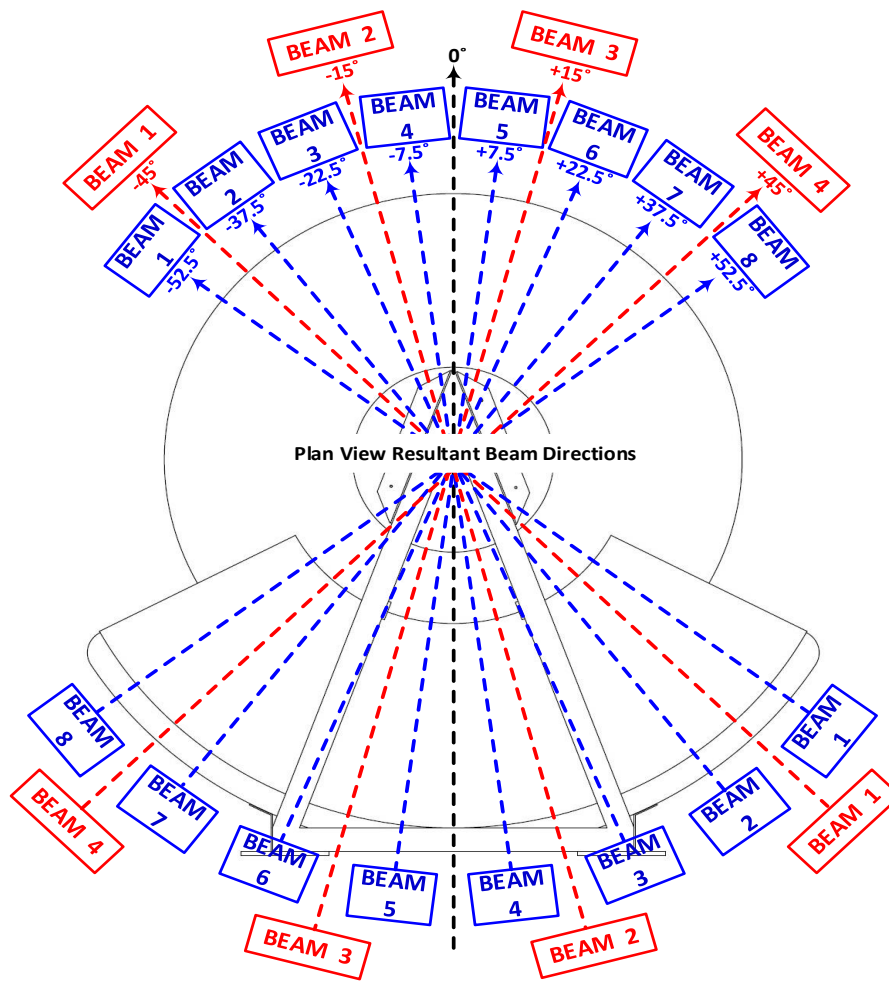 BEAM 2
-15°
0°
BEAM 3
+15°
BEAM 1
-45°
BEAM
2
-37.5°
BEAM
3
-22.5°
BEAM
4
-7.5°
BEAM
5
+7.5°
BEAM
6
+22.5°
BEAM
7
+37.5°
BEAM 4
+45°
BEAM
1
-52.5°
BEAM
8
+52.5°
Plan View Resultant Beam Directions
BEAM
8
BEAM
1
BEAM 4
BEAM
7
BEAM
2
BEAM 1
BEAM
6
BEAM
5
BEAM
4
BEAM
3
BEAM 3
BEAM 2